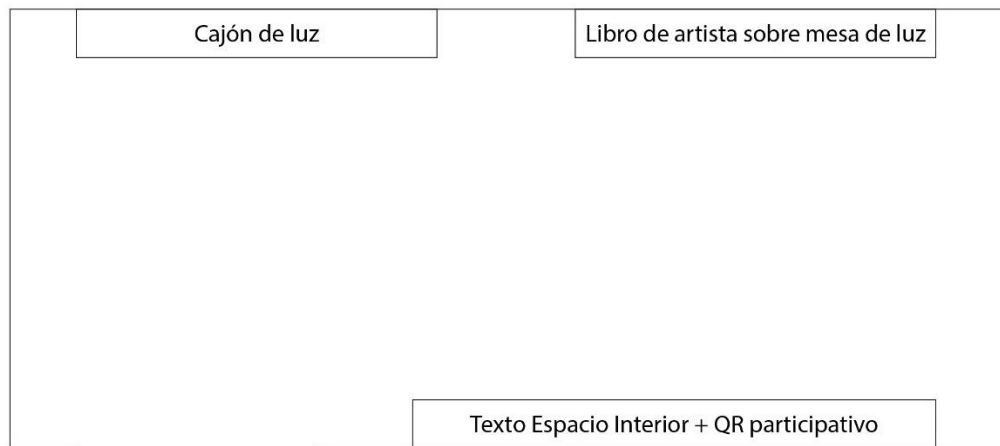 Cajón de luz
Libro de artista sobre mesa de luz
Texto Espacio Interior + QR participativo